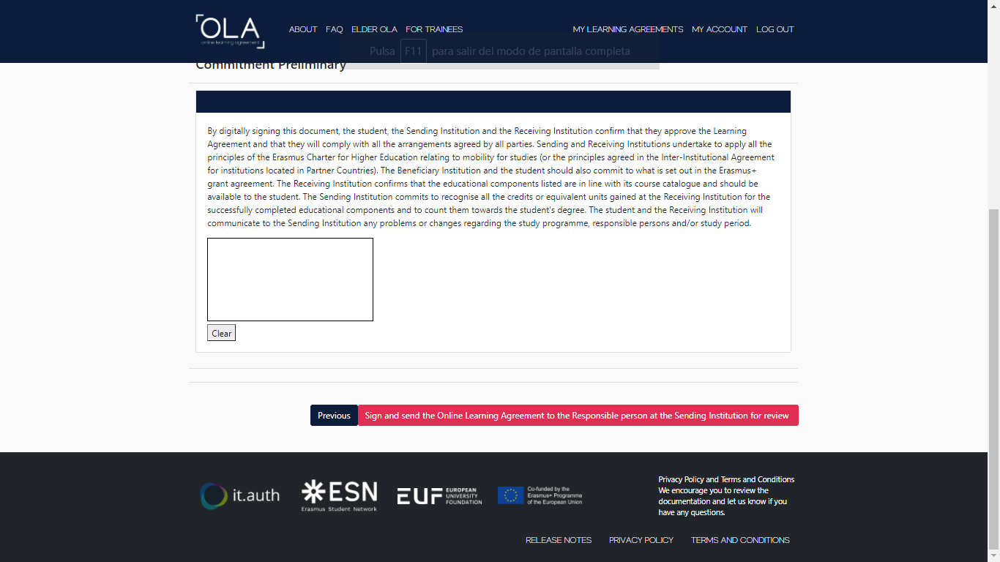 OLA
online learning agreement
ABOUT FAQ ELDER OLA FOR TRAINEES MY LEARNING AGREEMENTS MY ACCOUNT LOG OUT
Pulsa F11 para salir del modo de pantalla completa
Commitment Preliminary
By digitally signing this document, the student, the Sending Institution and the Receiving Institution confirm that they approve the Learning
Agreement and that they will comply with all the arrangements agreed by all parties. Sending and Receiving Institutions undertake to apply all the
principles of the Erasmus Charter for Higher Education relating to mobility for studies (or the principles agreed in the Inter-Institutional Agreement
for institutions located in Partner Countries). The Beneficiary Institution and the student should also commit to what is set out in the Erasmus+
grant agreement. The Receiving Institution confirms that the educational components listed are in line with its course catalogue and should be
available to the student. The Sending Institution commits to recognise all the credits or equivalent units gained at the Receiving Institution for the
successfully completed educational components and to count them towards the student's degree. The student and the Receiving Institution will
communicate to the Sending Institution any problems or changes regarding the study programme, responsible persons and/or study period.
Clear
Previous Sign and send the Online Learning Agreement to the Responsible person at the Sending Institution for review
it.auth
ESN
Erasmus Student Network
EUF EUROPEAN
UNIVERSITY
FOUNDATION
Co-funded by the
Erasmus+ Programme
of the European Union
Privacy Policy and Terms and Conditions
We encourage you to review the
documentation and let us know if you
have any questions.
RELEASE NOTES PRIVACY POLICY TERMS AND CONDITIONS